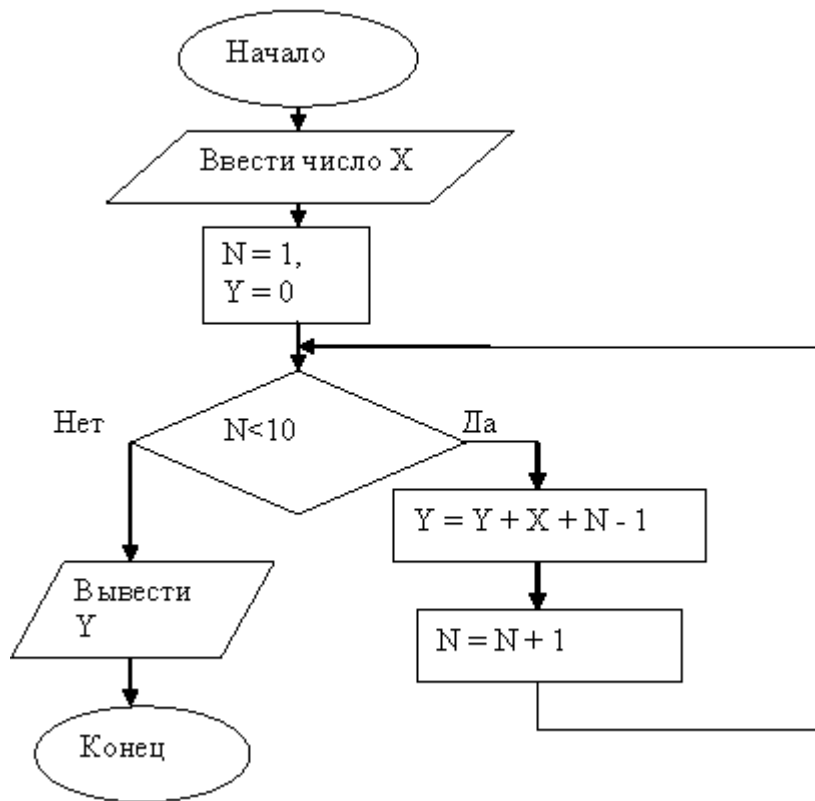 Начало
Ввести число X
N = 1,
Y = 0
N<10
Нет
Да
Y = Y + X + N - 1
N = N + 1
Вывести
Y
Конец